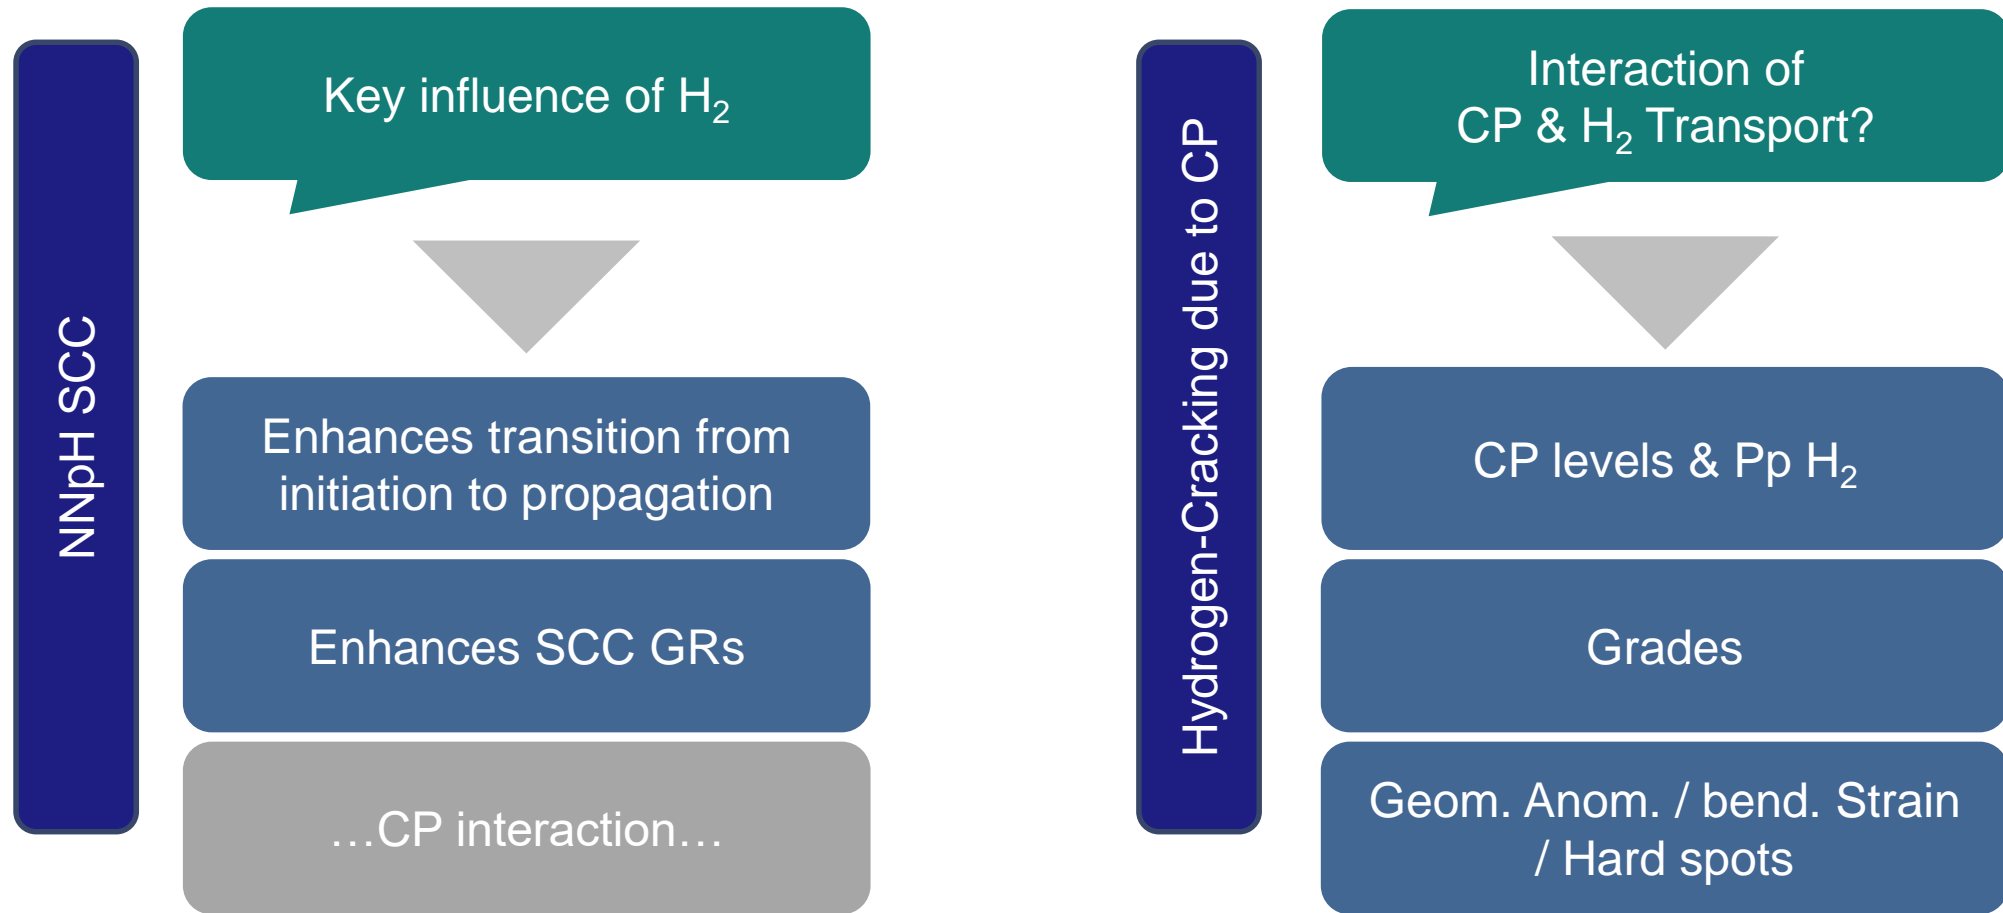 NNpH SCC
Key influence of H₂
Enhances transition from
initiation to propagation
Enhances SCC GRs
…CP interaction…
Hydrogen-Cracking due to CP
Interaction of
CP & H₂ Transport?
CP levels & Pp H₂
Grades
Geom. Anom. / bend. Strain
/ Hard spots